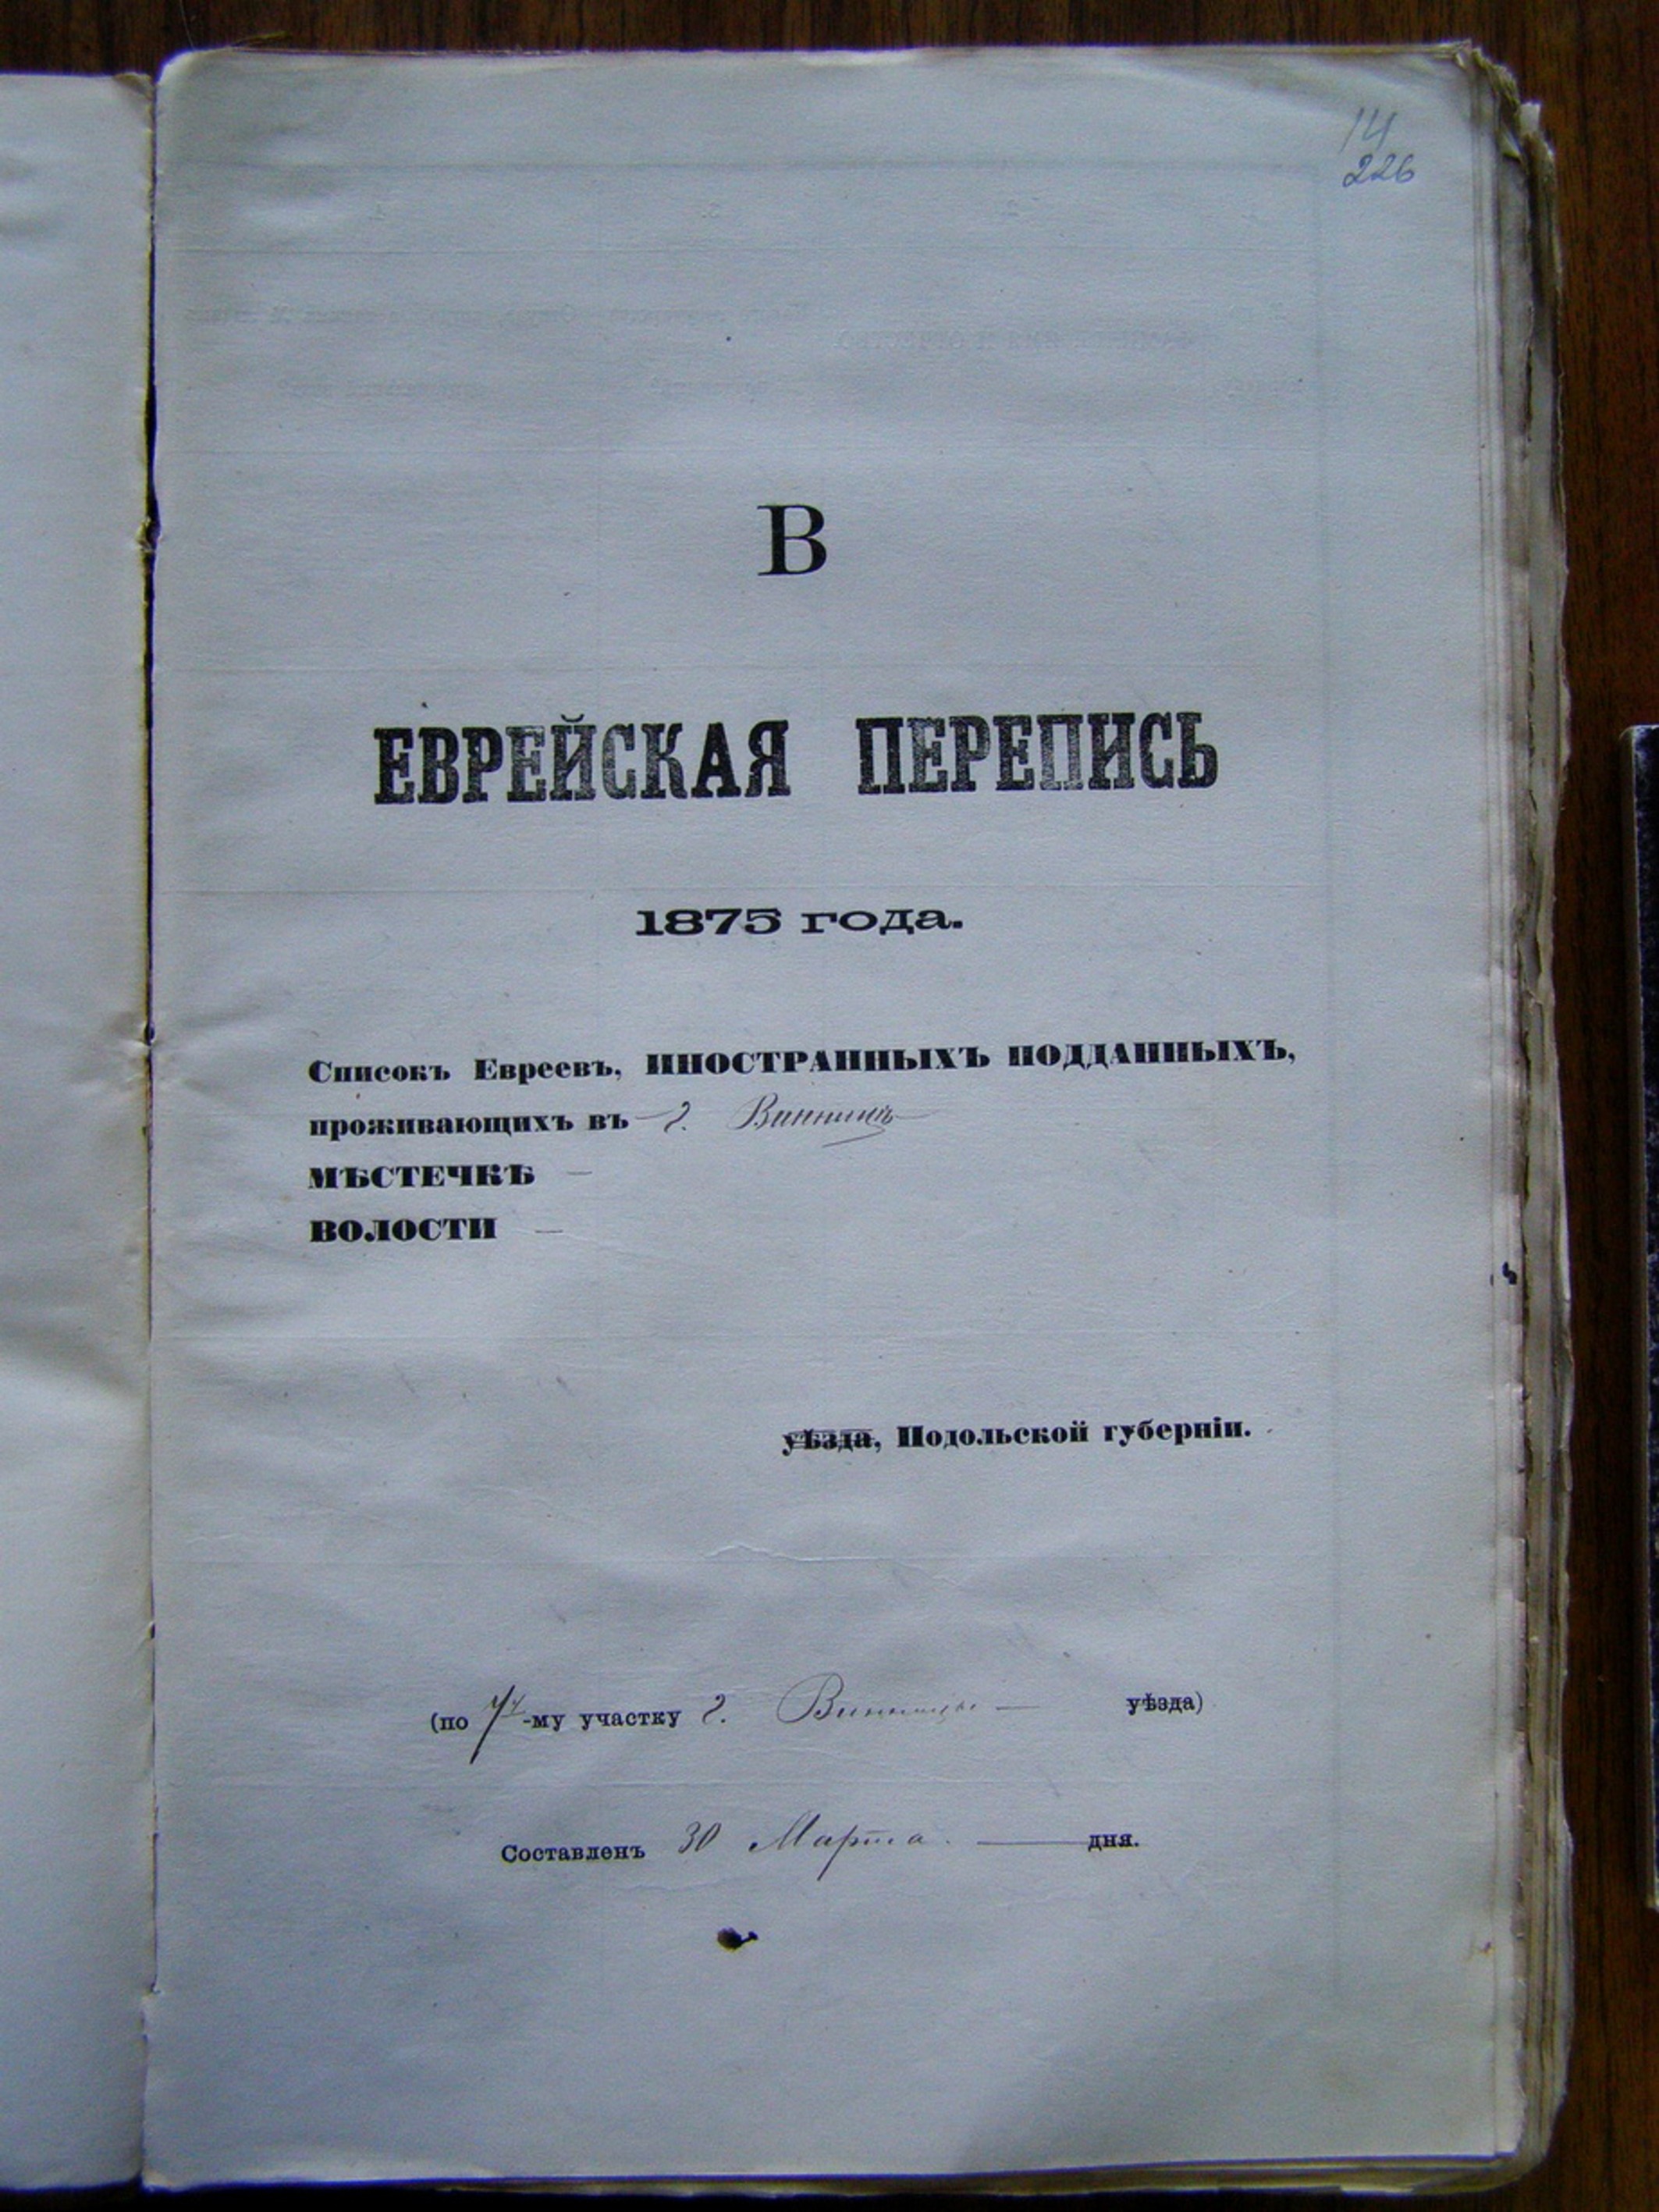 14
226
В
ЕВРЕЙСКАЯ ПЕРЕПИСЬ
1875 года.
Список Евреевъ, ИНОСТРАННЫХЪ ПОДДАННЫХЪ,
проживающихъ въ г. Винницѣ
МѢСТЕЧКѢ —
ВОЛОСТИ —
уѣзда, Подольской губерніи.
(по -му участку г. Винницы — уѣзда)
Составленъ 30 Марта. — дня.